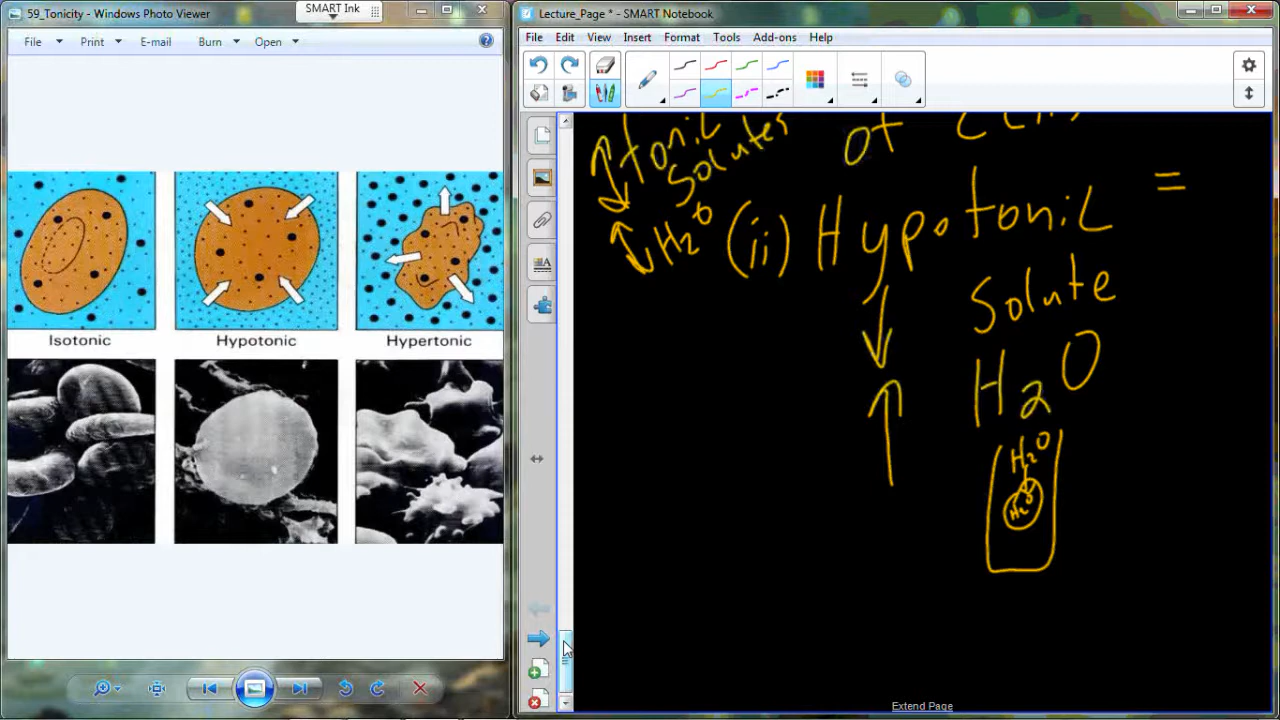 59_Tonicity - Windows Photo Viewer
SMART Ink
File Print E-mail Burn Open
Isotonic
Hypotonic
Hypertonic
Lecture_Page * - SMART Notebook
File Edit View Insert Format Tools Add-ons Help
tonic
Solutes
of
H2O
(ii) Hypotonic =
↓ Solute
↑ H2O
H2O
H2O
Extend Page